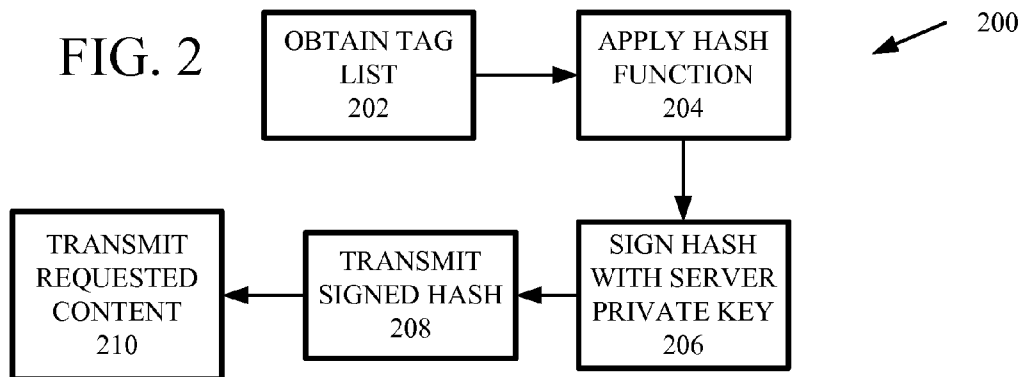 FIG. 2
OBTAIN TAG
LIST
202
APPLY HASH
FUNCTION
204
200
SIGN HASH
WITH SERVER
PRIVATE KEY
206
TRANSMIT
SIGNED HASH
208
TRANSMIT
REQUESTED
CONTENT
210